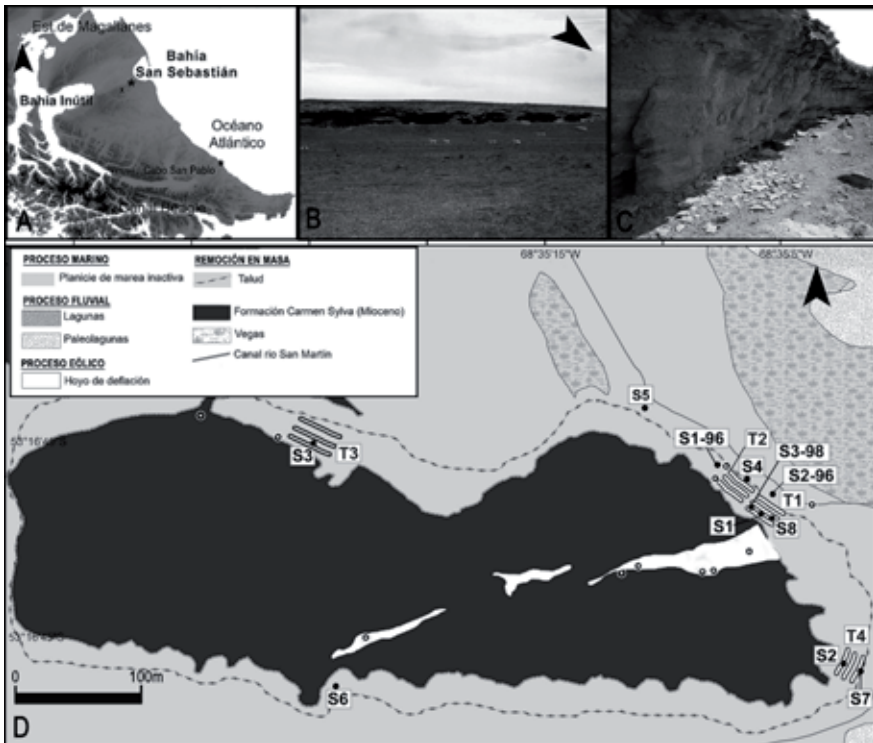 Est. de Magallanes
Bahía
San Sebastián
Bahía Inútil
Océano
Atlántico
Cabo San Pablo
A
B
C
68°35'15"W
68°35'5"W
PROCESO MARINO
Planicie de marea inactiva
PROCESO FLUVIAL
Lagunas
Paleolagunas
PROCESO EÓLICO
Hoyo de deflación
REMOCIÓN EN MASA
Talud
Formación Carmen Sylva (Mioceno)
Vegas
Canal río San Martín
S5
S1-96
T2
S4
S3-98
S2-96
T1
S1
S8
S3
T3
T4
S2
S7
S6
100m
0
D